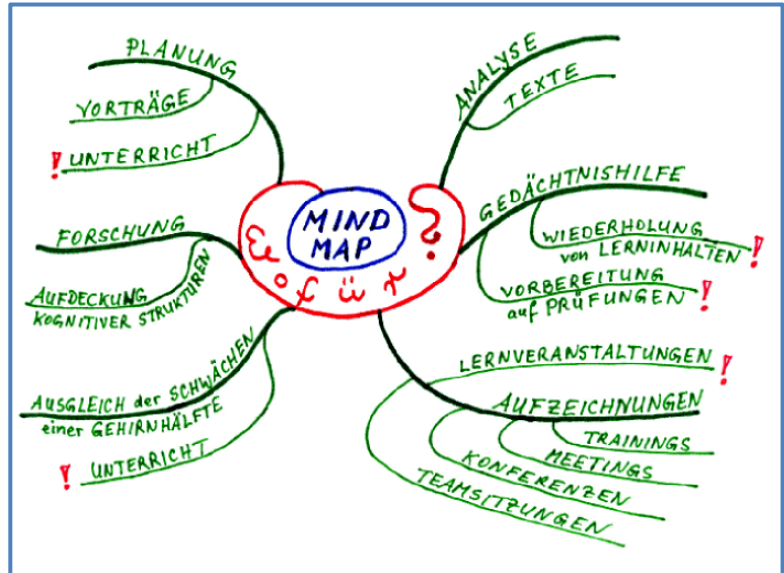 MIND
MAP
Wofür?
PLANUNG
VORTRÄGE
! UNTERRICHT
FORSCHUNG
AUFDECKUNG
KOGNITIVER STRUKTUREN
AUSGLEICH der SCHWÄCHEN
einer GEHIRNHÄLFTE
! UNTERRICHT
ANALYSE
TEXTE
GEDÄCHTNISHILFE
WIEDERHOLUNG
von LERNINHALTEN !
VORBEREITUNG
auf PRÜFUNGEN !
LERNVERANSTALTUNGEN !
AUFZEICHNUNGEN
TRAININGS
MEETINGS
KONFERENZEN
TEAMSITZUNGEN